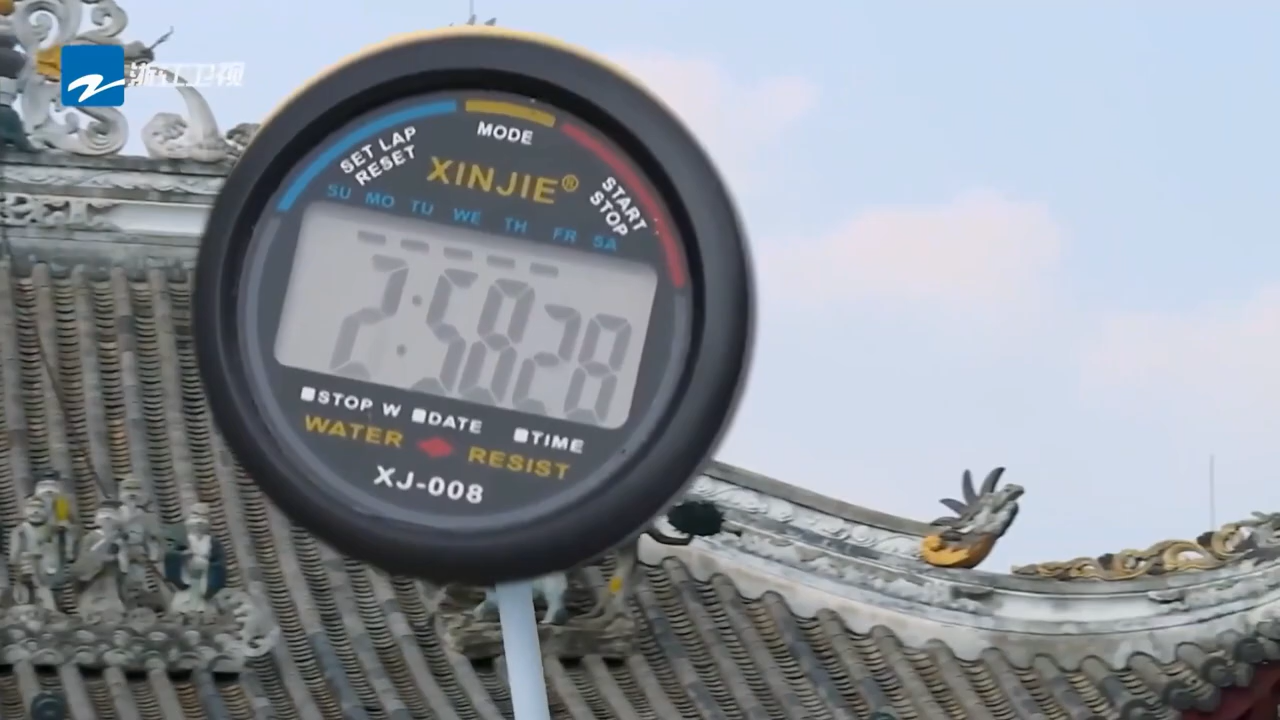 浙江卫视
MODE
SET LAP
RESET
START
STOP
XINJIE®
SU MO TU WE TH FR SA
2:5828
STOP W DATE TIME
WATER RESIST
XJ-008